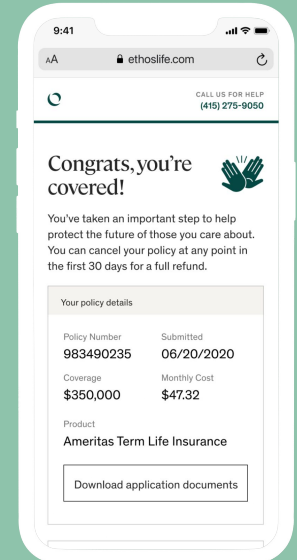 9:41
AA ethoslife.com
CALL US FOR HELP
(415) 275-9050
Congrats, you're
covered!
You've taken an important step to help
protect the future of those you care about.
You can cancel your policy at any point in
the first 30 days for a full refund.
Your policy details
Policy Number Submitted
983490235 06/20/2020
Coverage Monthly Cost
$350,000 $47.32
Product
Ameritas Term Life Insurance
Download application documents